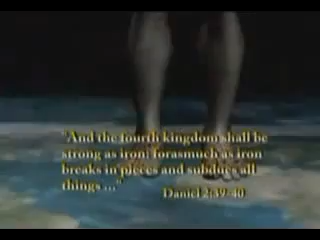 "And the fourth kingdom shall be
strong as iron: forasmuch as iron
breaks in pieces and subdues all
things ..."
Daniel 2:39-40